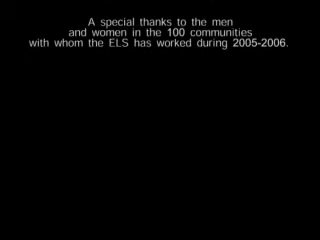 A special thanks to the men
and women in the 100 communities
with whom the ELS has worked during 2005-2006.